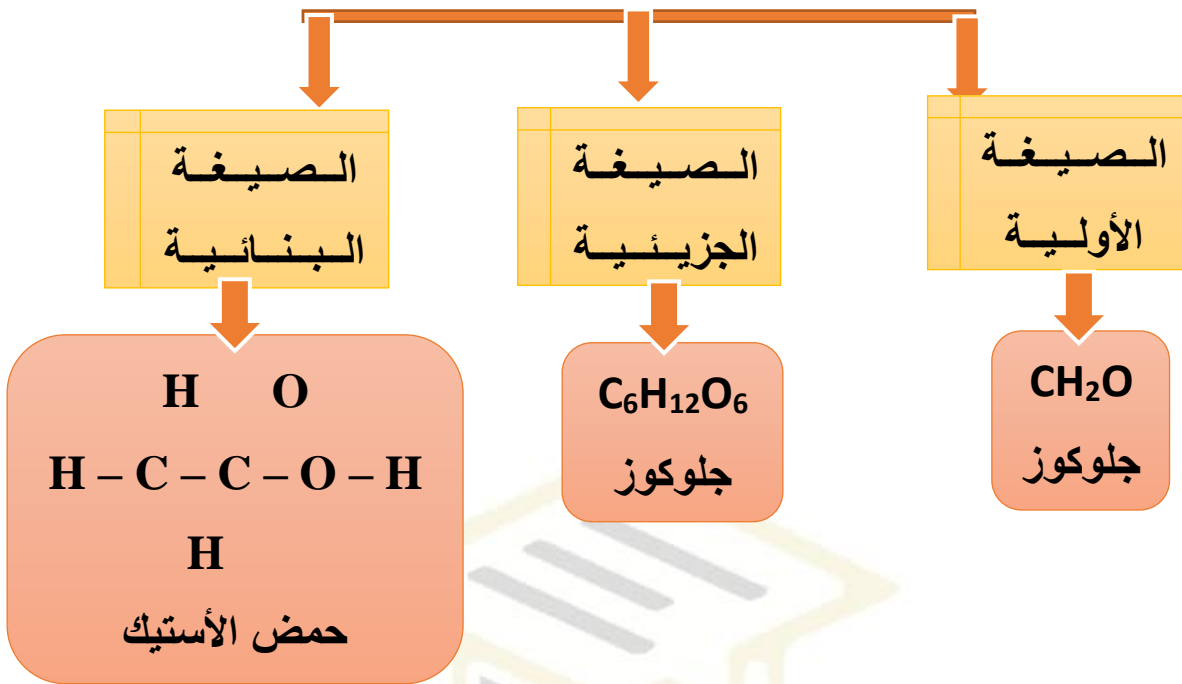 الصيغة
الأولية
CH₂O
جلوكوز
الصيغة
الجزيئية
C₆H₁₂O₆
جلوكوز
الصيغة
البنائية
H O
H – C – C – O – H
H
حمض الأستيك